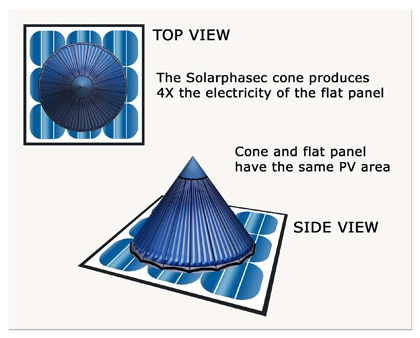 TOP VIEW
The Solarphasec cone produces
4X the electricity of the flat panel
Cone and flat panel
have the same PV area
SIDE VIEW